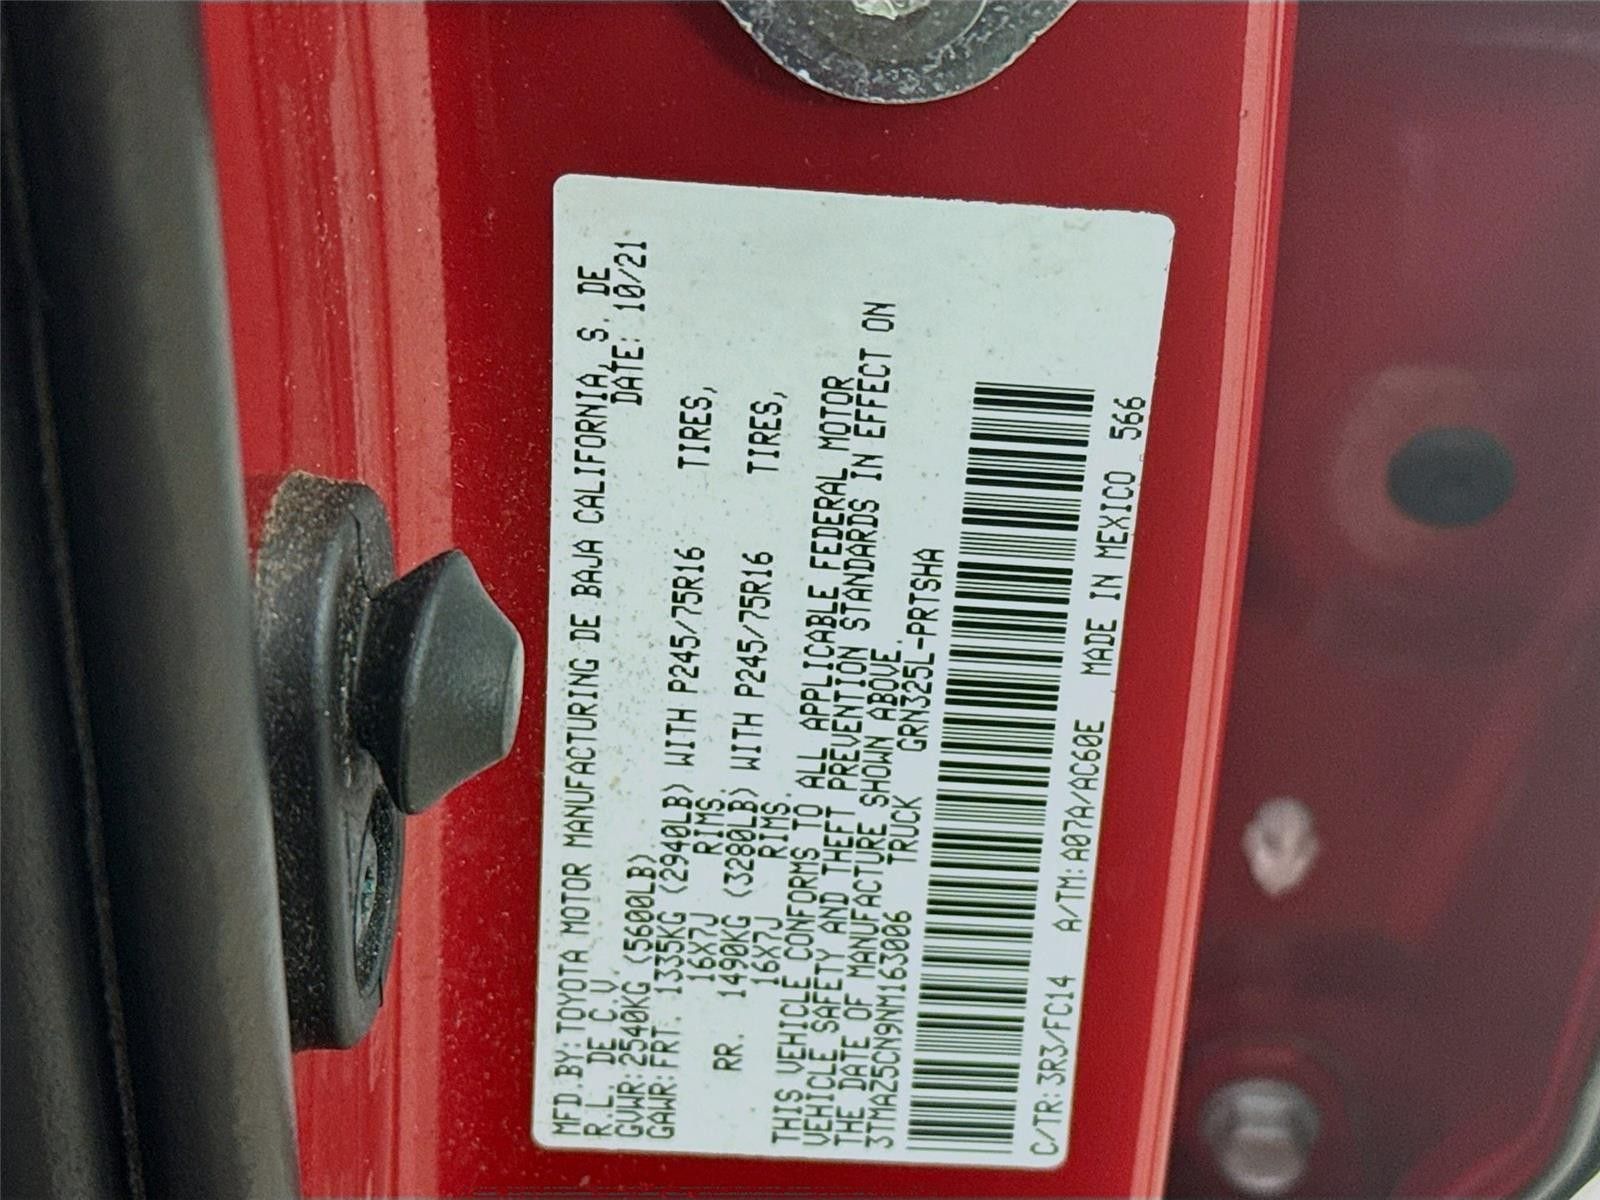 MFD.BY:TOYOTA MOTOR MANUFACTURING DE BAJA CALIFORNIA, S. DE
R.L. DE C.V. DATE: 10/21
GVWR:2540KG(5600LB)
GAWR:FRT. 1335KG (2940LB) WITH P245/75R16 TIRES,
16X7J RIMS.
RR. 1490KG (3280LB) WITH P245/75R16 TIRES,
16X7J RIMS.
THIS VEHICLE CONFORMS TO ALL APPLICABLE FEDERAL MOTOR
VEHICLE SAFETY AND THEFT PREVENTION STANDARDS IN EFFECT ON
THE DATE OF MANUFACTURE SHOWN ABOVE.
3TMAZ5CN9NM163006 TRUCK GRN325L-PRTSHA
C/TR:3R3/FC14 A/TM:A07A/AC60E MADE IN MEXICO 566